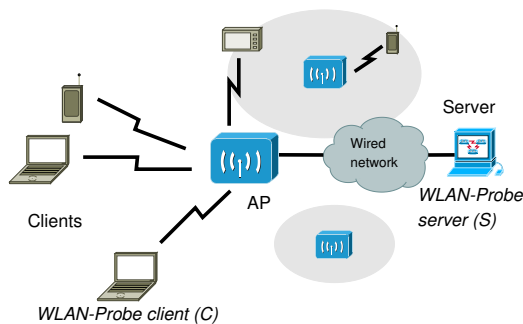 Server
Wired
network
WLAN-Probe
server (S)
AP
Clients
WLAN-Probe client (C)